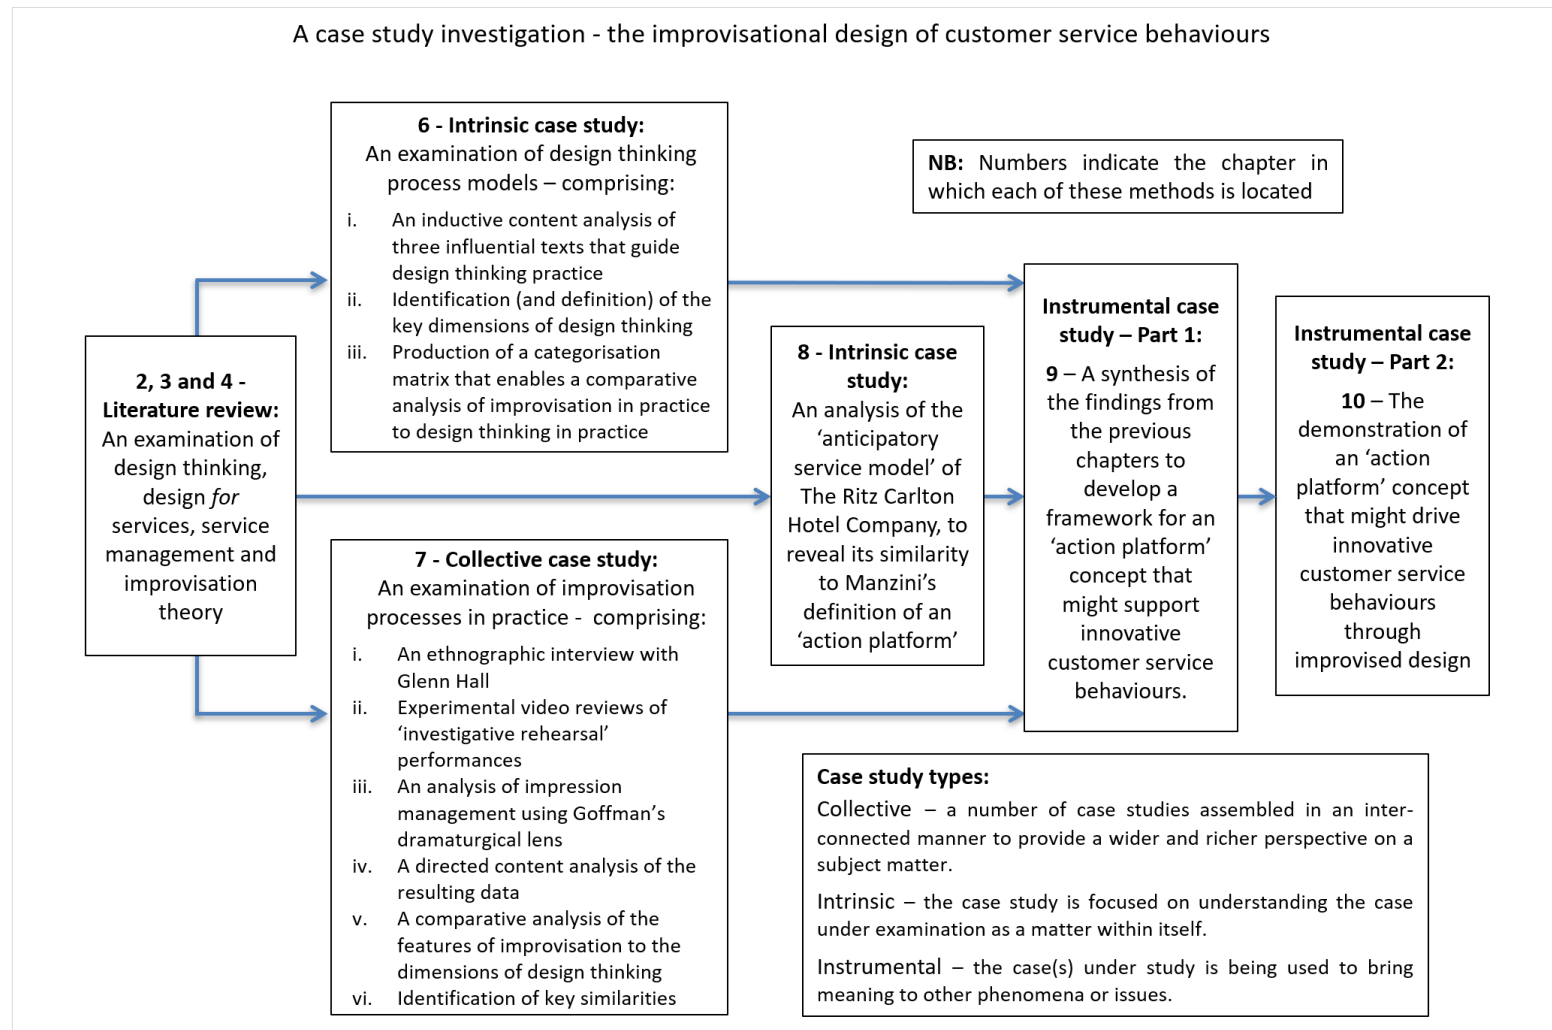 A case study investigation - the improvisational design of customer service behaviours
6 - Intrinsic case study:
An examination of design thinking
process models – comprising:
i. An inductive content analysis of
three influential texts that guide
design thinking practice
ii. Identification (and definition) of the
key dimensions of design thinking
iii. Production of a categorisation
matrix that enables a comparative
analysis of improvisation in practice
to design thinking in practice
NB: Numbers indicate the chapter in
which each of these methods is located
2, 3 and 4 -
Literature review:
An examination of
design thinking,
design for
services, service
management and
improvisation
theory
7 - Collective case study:
An examination of improvisation
processes in practice - comprising:
i. An ethnographic interview with
Glenn Hall
ii. Experimental video reviews of
‘investigative rehearsal’
performances
iii. An analysis of impression
management using Goffman’s
dramaturgical lens
iv. A directed content analysis of the
resulting data
v. A comparative analysis of the
features of improvisation to the
dimensions of design thinking
vi. Identification of key similarities
8 - Intrinsic case
study:
An analysis of the
‘anticipatory
service model’ of
The Ritz Carlton
Hotel Company, to
reveal its similarity
to Manzini’s
definition of an
‘action platform’
Instrumental case
study – Part 1:
9 – A synthesis of
the findings from
the previous
chapters to
develop a
framework for an
‘action platform’
concept that
might support
innovative
customer service
behaviours.
Instrumental case
study – Part 2:
10 – The
demonstration of
an ‘action
platform’ concept
that might drive
innovative
customer service
behaviours
through
improvised design
Case study types:
Collective – a number of case studies assembled in an inter-
connected manner to provide a wider and richer perspective on a
subject matter.
Intrinsic – the case study is focused on understanding the case
under examination as a matter within itself.
Instrumental – the case(s) under study is being used to bring
meaning to other phenomena or issues.